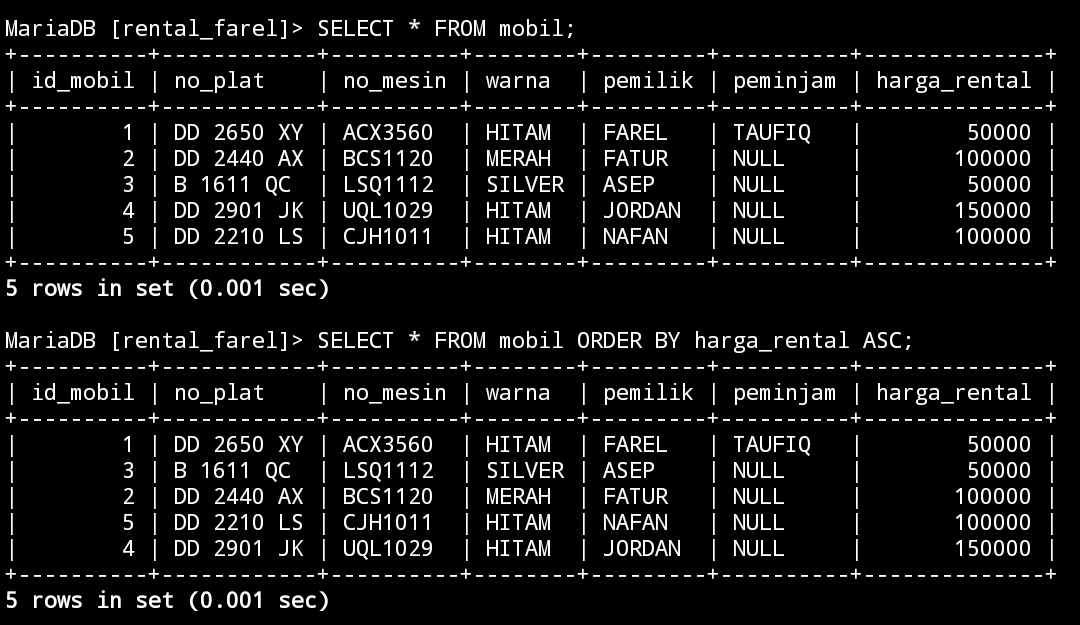 MariaDB [rental_farel]> SELECT * FROM mobil;
+----------+------------+----------+--------+---------+----------+--------------+
| id_mobil | no_plat    | no_mesin | warna  | pemilik | peminjam | harga_rental |
+----------+------------+----------+--------+---------+----------+--------------+
|        1 | DD 2650 XY | ACX3560  | HITAM  | FAREL   | TAUFIQ   |        50000 |
|        2 | DD 2440 AX | BCS1120  | MERAH  | FATUR   | NULL     |       100000 |
|        3 | B 1611 QC  | LSQ1112  | SILVER | ASEP    | NULL     |        50000 |
|        4 | DD 2901 JK | UQL1029  | HITAM  | JORDAN  | NULL     |       150000 |
|        5 | DD 2210 LS | CJH1011  | HITAM  | NAFAN   | NULL     |       100000 |
+----------+------------+----------+--------+---------+----------+--------------+
5 rows in set (0.001 sec)
MariaDB [rental_farel]> SELECT * FROM mobil ORDER BY harga_rental ASC;
+----------+------------+----------+--------+---------+----------+--------------+
| id_mobil | no_plat    | no_mesin | warna  | pemilik | peminjam | harga_rental |
+----------+------------+----------+--------+---------+----------+--------------+
|        1 | DD 2650 XY | ACX3560  | HITAM  | FAREL   | TAUFIQ   |        50000 |
|        3 | B 1611 QC  | LSQ1112  | SILVER | ASEP    | NULL     |        50000 |
|        2 | DD 2440 AX | BCS1120  | MERAH  | FATUR   | NULL     |       100000 |
|        5 | DD 2210 LS | CJH1011  | HITAM  | NAFAN   | NULL     |       100000 |
|        4 | DD 2901 JK | UQL1029  | HITAM  | JORDAN  | NULL     |       150000 |
+----------+------------+----------+--------+---------+----------+--------------+
5 rows in set (0.001 sec)